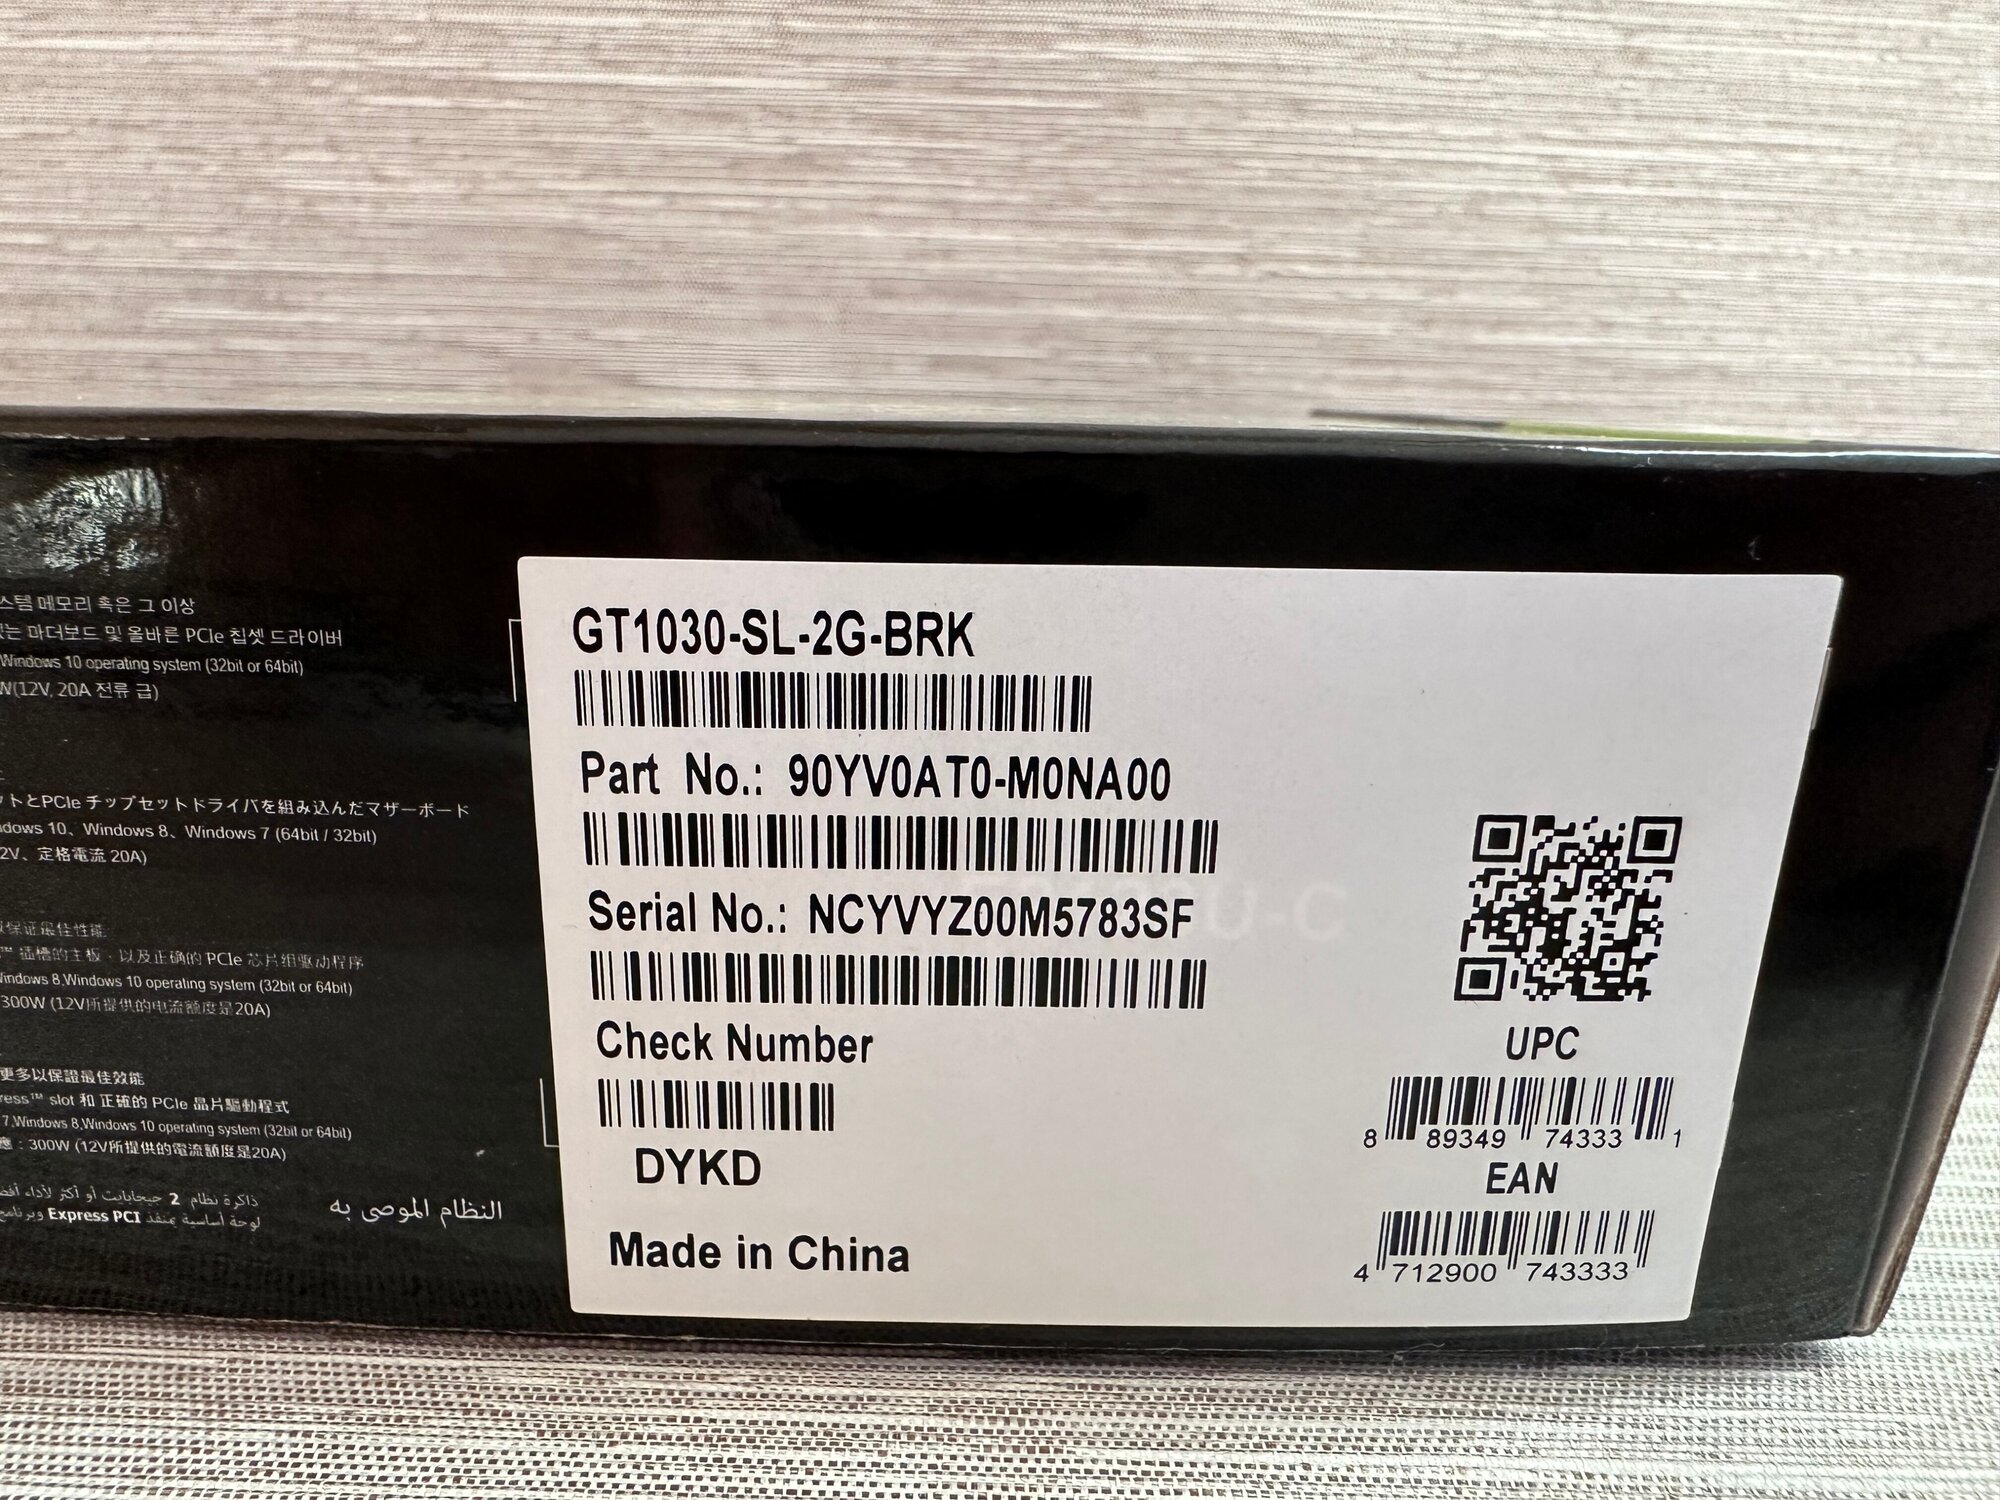 메모리 혹은 그 이상
마더보드 및 올바른 PCIe 칩셋 드라이버
Windows 10 operating system (32bit or 64bit)
(12V, 20A 전류 급)
トとPCIe チップセットドライバを組み込んだマザーボード
10、Windows 8、Windows 7 (64bit / 32bit)
定格電流 20A)
保证最佳性能
插槽的主板，以及正确的 PCIe 芯片组驱动程序
Windows 8,Windows 10 operating system (32bit or 64bit)
300W (12V所提供的电流额度是20A)
更多以保證最佳效能
slot 和 正確的 PCIe 晶片驅動程式
7,Windows 8,Windows 10 operating system (32bit or 64bit)
300W (12V所提供的電流額度是20A)
النظام الموصى به
ذاكرة نظام 2 جيجابايت أو أكثر لأداء
لوحة أساسية بمنفذ Express PCI
GT1030-SL-2G-BRK
Part No.: 90YV0AT0-M0NA00
Serial No.: NCYVYZ00M5783SF
Check Number
DYKD
Made in China
UPC
8 89349 74333 1
EAN
4 712900 743333